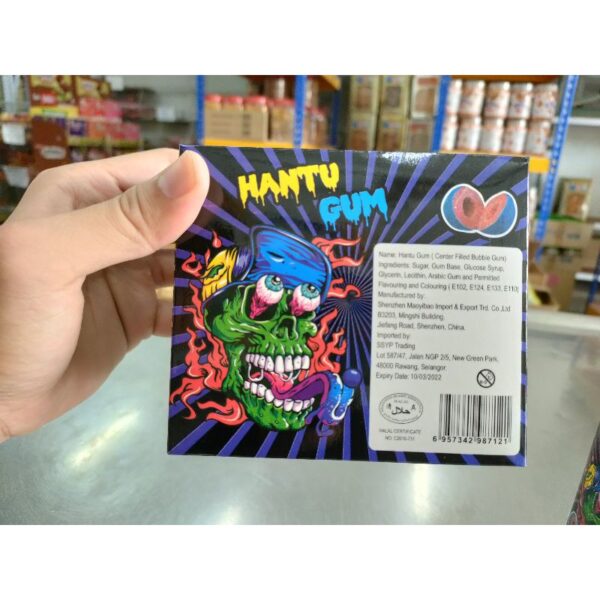 HANTU
GUM
Name: Hantu Gum ( Center Filled Bubble Gum)
Ingredients: Sugar, Gum Base, Glucose Syrup,
Glycerin, Lecithin, Arabic Gum and Permitted
Flavouring and Colouring ( E102, E124, E133, E110)
Manufactured by:
Shenzhen Maoyibao Import & Export Trd. Co.,Ltd
B3203, Mingshi Building,
Jiefang Road, Shenzhen, China.
Imported by:
SSYP Trading
Lot 587/47, Jalan NGP 2/5, New Green Park,
48000 Rawang, Selangor.
Expiry Date: 10/03/2022
حلال
HALAL CERTIFICATE
6 957342 987121